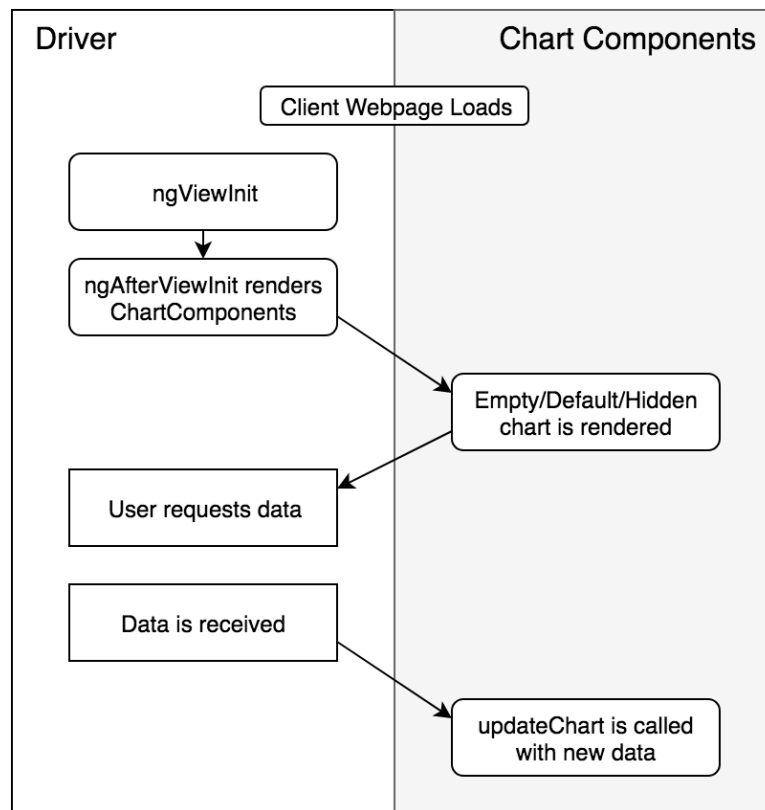 Driver
Chart Components
Client Webpage Loads
ngViewInit
ngAfterViewInit renders
ChartComponents
Empty/Default/Hidden
chart is rendered
User requests data
Data is received
updateChart is called
with new data